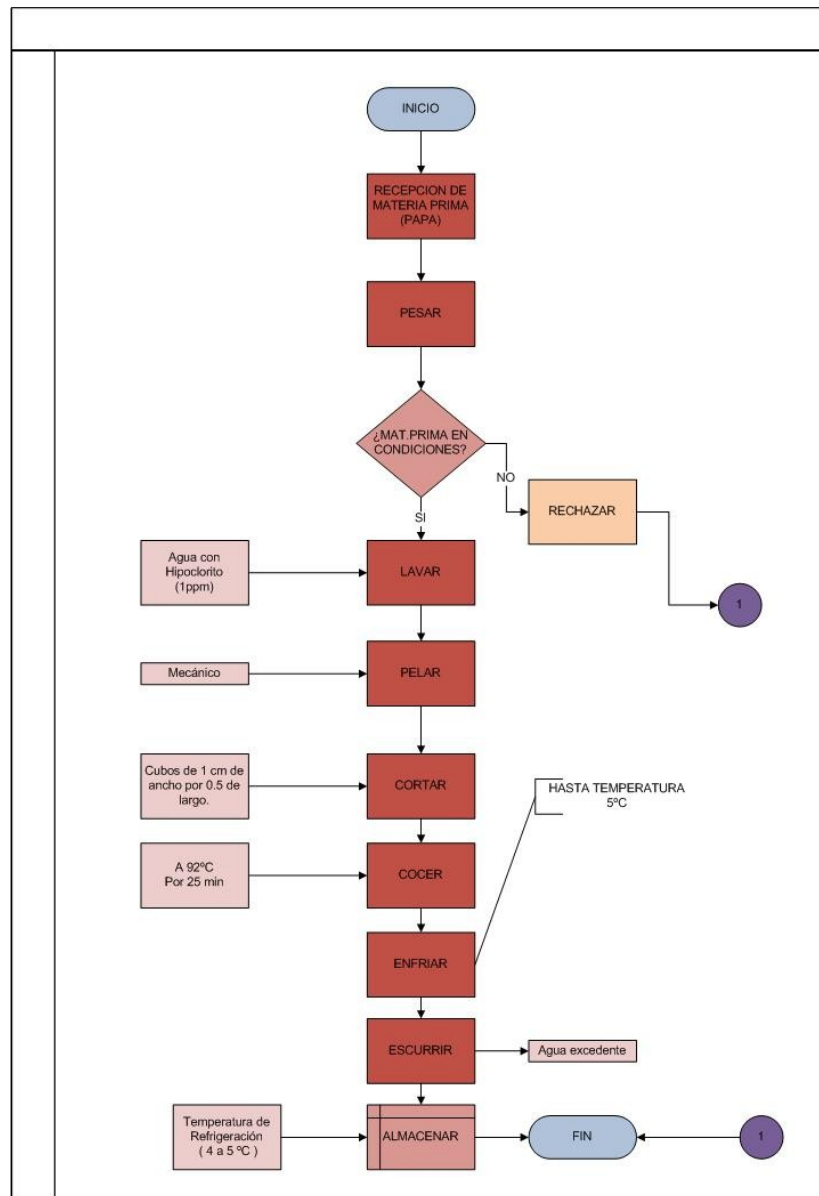 INICIO
RECEPCION DE
MATERIA PRIMA
(PAPA)
PESAR
¿MAT.PRIMA EN
CONDICIONES?
NO
RECHAZAR
SI
1
Agua con
Hipoclorito
(1ppm)
LAVAR
Mecánico
PELAR
Cubos de 1 cm de
ancho por 0.5 de
largo.
CORTAR
HASTA TEMPERATURA
5ºC
A 92ºC
Por 25 min
COCER
ENFRIAR
ESCURRIR
Agua excedente
Temperatura de
Refrigeración
( 4 a 5 ºC )
ALMACENAR
FIN
1